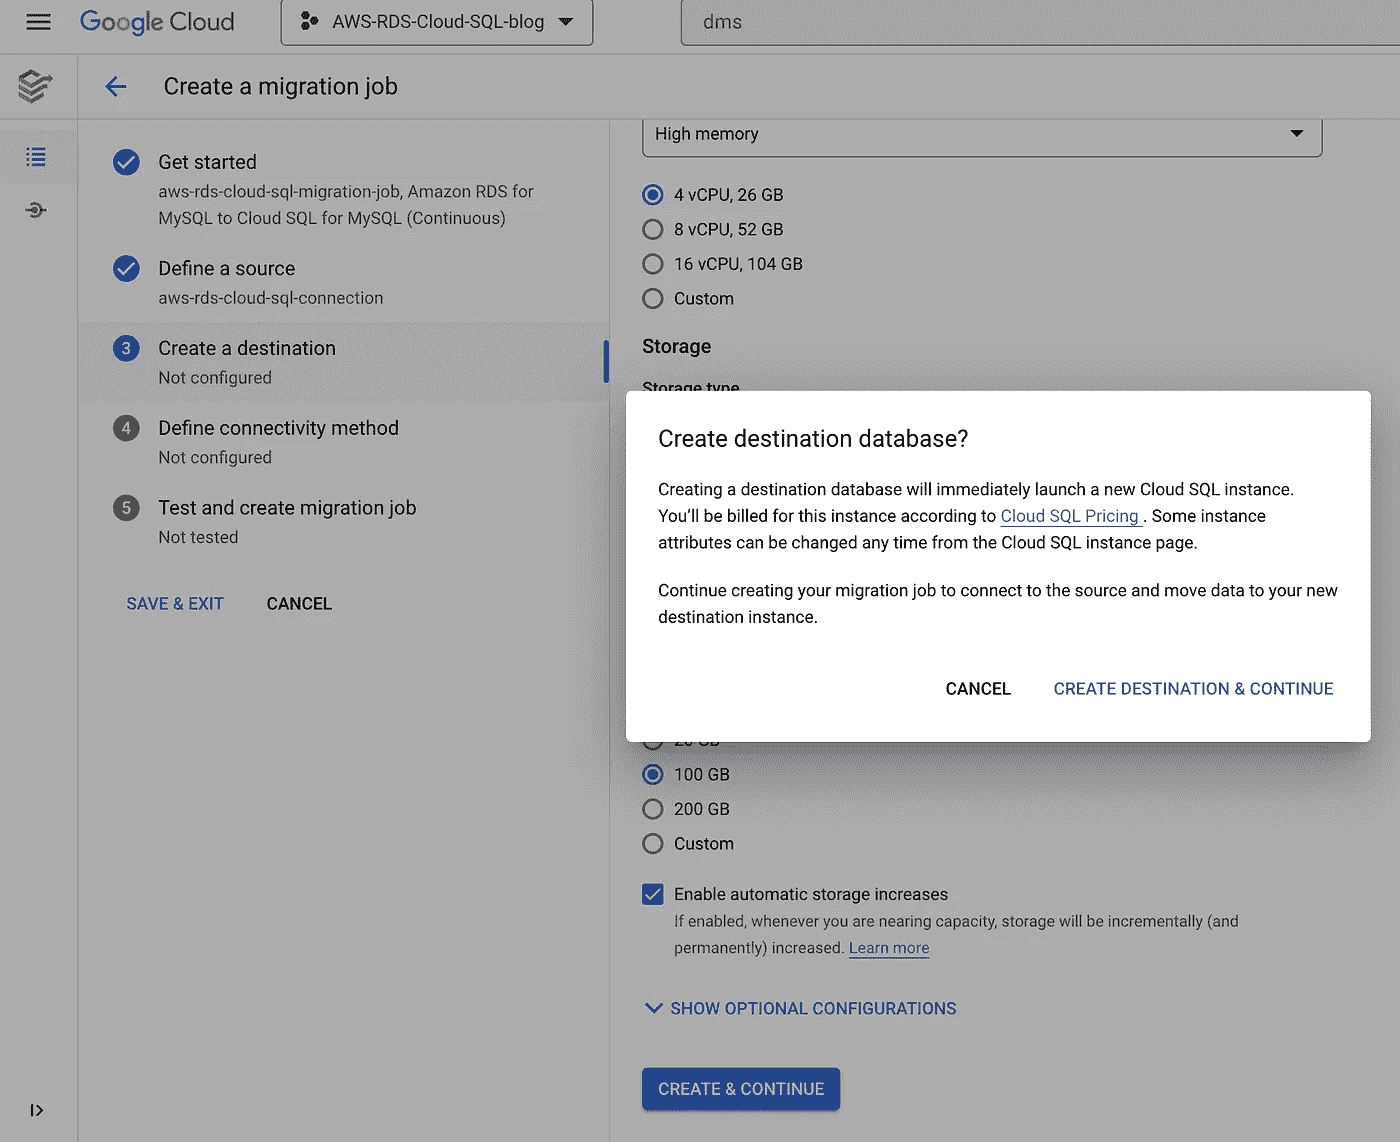 Google Cloud
AWS-RDS-Cloud-SQL-blog
dms
Create a migration job
Get started
aws-rds-cloud-sql-migration-job, Amazon RDS for
MySQL to Cloud SQL for MySQL (Continuous)
Define a source
aws-rds-cloud-sql-connection
3
Create a destination
Not configured
4
Define connectivity method
Not configured
5
Test and create migration job
Not tested
SAVE & EXIT
CANCEL
High memory
4 vCPU, 26 GB
8 vCPU, 52 GB
16 vCPU, 104 GB
Custom
Storage
Storage type
Create destination database?
Creating a destination database will immediately launch a new Cloud SQL instance.
You’ll be billed for this instance according to Cloud SQL Pricing . Some instance
attributes can be changed any time from the Cloud SQL instance page.
Continue creating your migration job to connect to the source and move data to your new
destination instance.
CANCEL
CREATE DESTINATION & CONTINUE
20 GB
100 GB
200 GB
Custom
Enable automatic storage increases
If enabled, whenever you are nearing capacity, storage will be incrementally (and
permanently) increased. Learn more
SHOW OPTIONAL CONFIGURATIONS
CREATE & CONTINUE